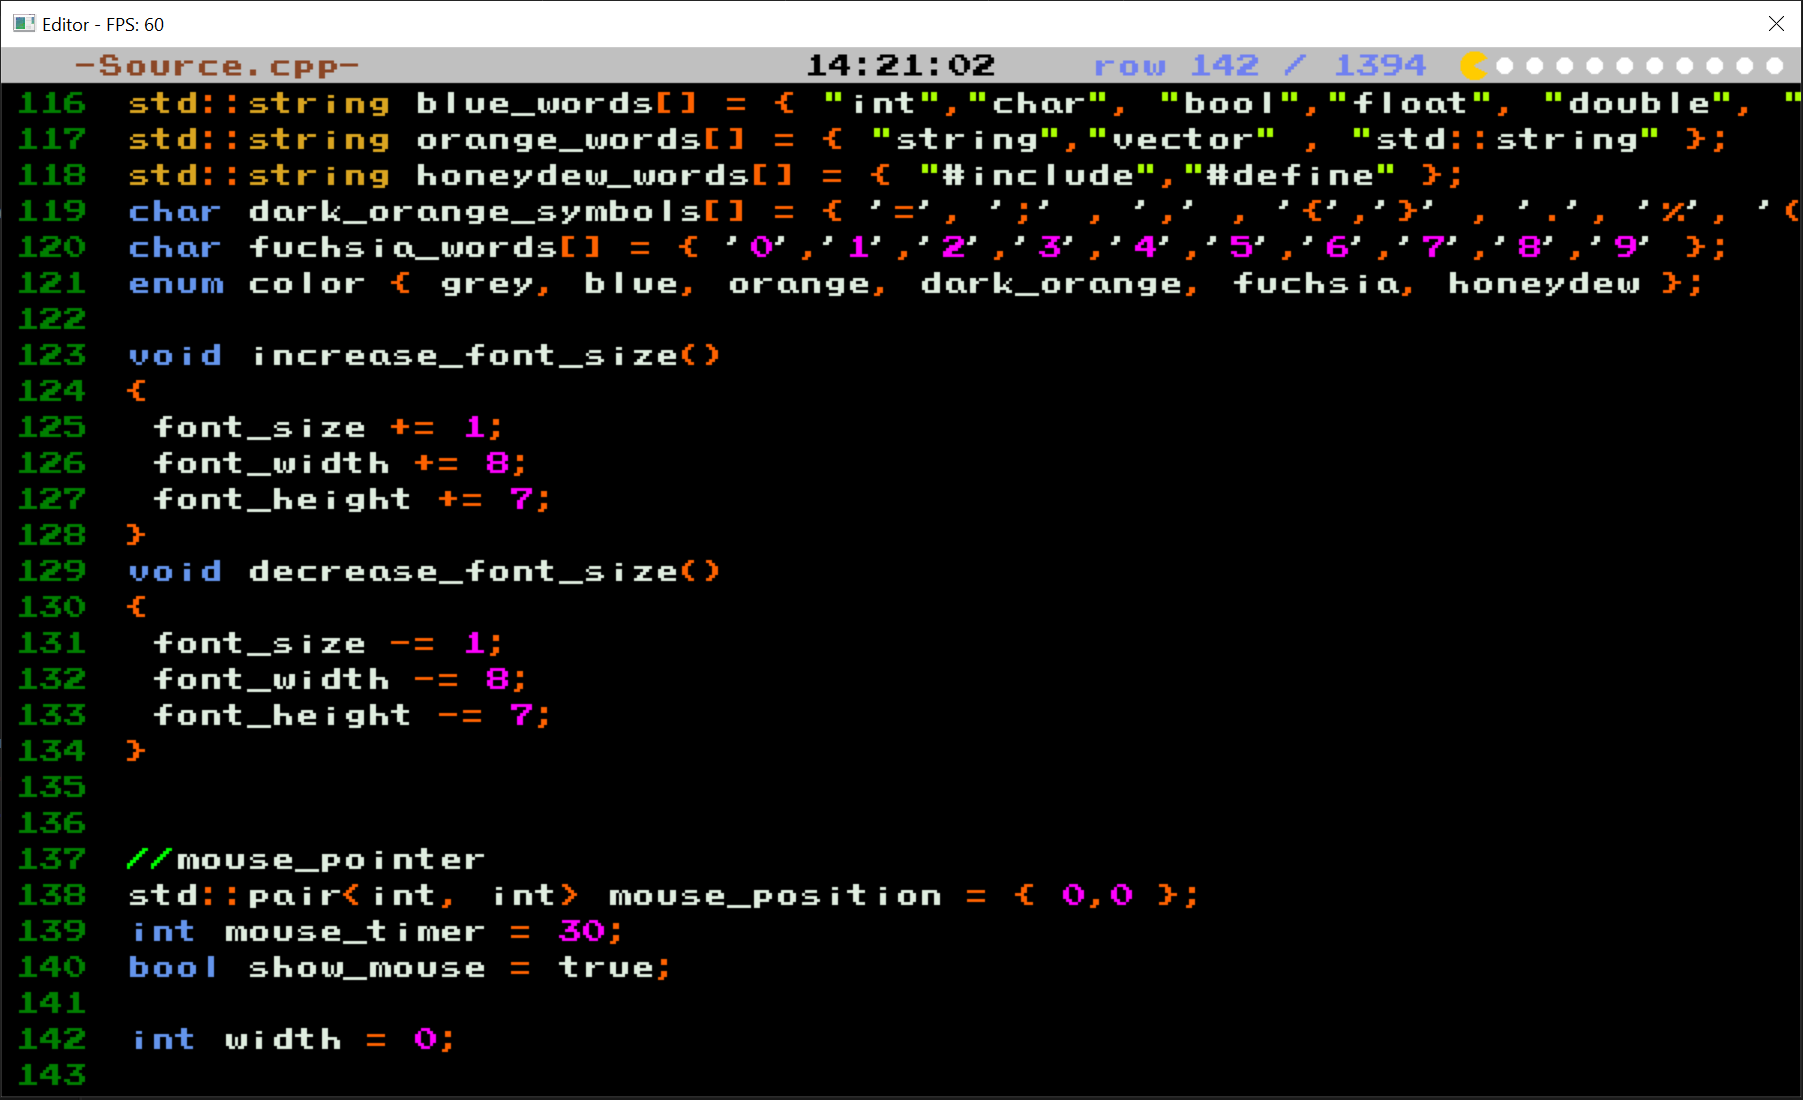 Editor - FPS: 60
-Source.cpp- 14:21:02 row 142 / 1394
116 std::string blue_words[] = { "int","char", "bool","float", "double", "
117 std::string orange_words[] = { "string","vector" , "std::string" };
118 std::string honeydew_words[] = { "#include","#define" };
119 char dark_orange_symbols[] = { '=', ';' , ',' , '{','}' , '.', '%', '(
120 char fuchsia_words[] = { '0','1','2','3','4','5','6','7','8','9' };
121 enum color { grey, blue, orange, dark_orange, fuchsia, honeydew };
122
123 void increase_font_size()
124 {
125  font_size += 1;
126  font_width += 8;
127  font_height += 7;
128 }
129 void decrease_font_size()
130 {
131  font_size -= 1;
132  font_width -= 8;
133  font_height -= 7;
134 }
135
136
137 //mouse_pointer
138 std::pair<int, int> mouse_position = { 0,0 };
139 int mouse_timer = 30;
140 bool show_mouse = true;
141
142 int width = 0;
143